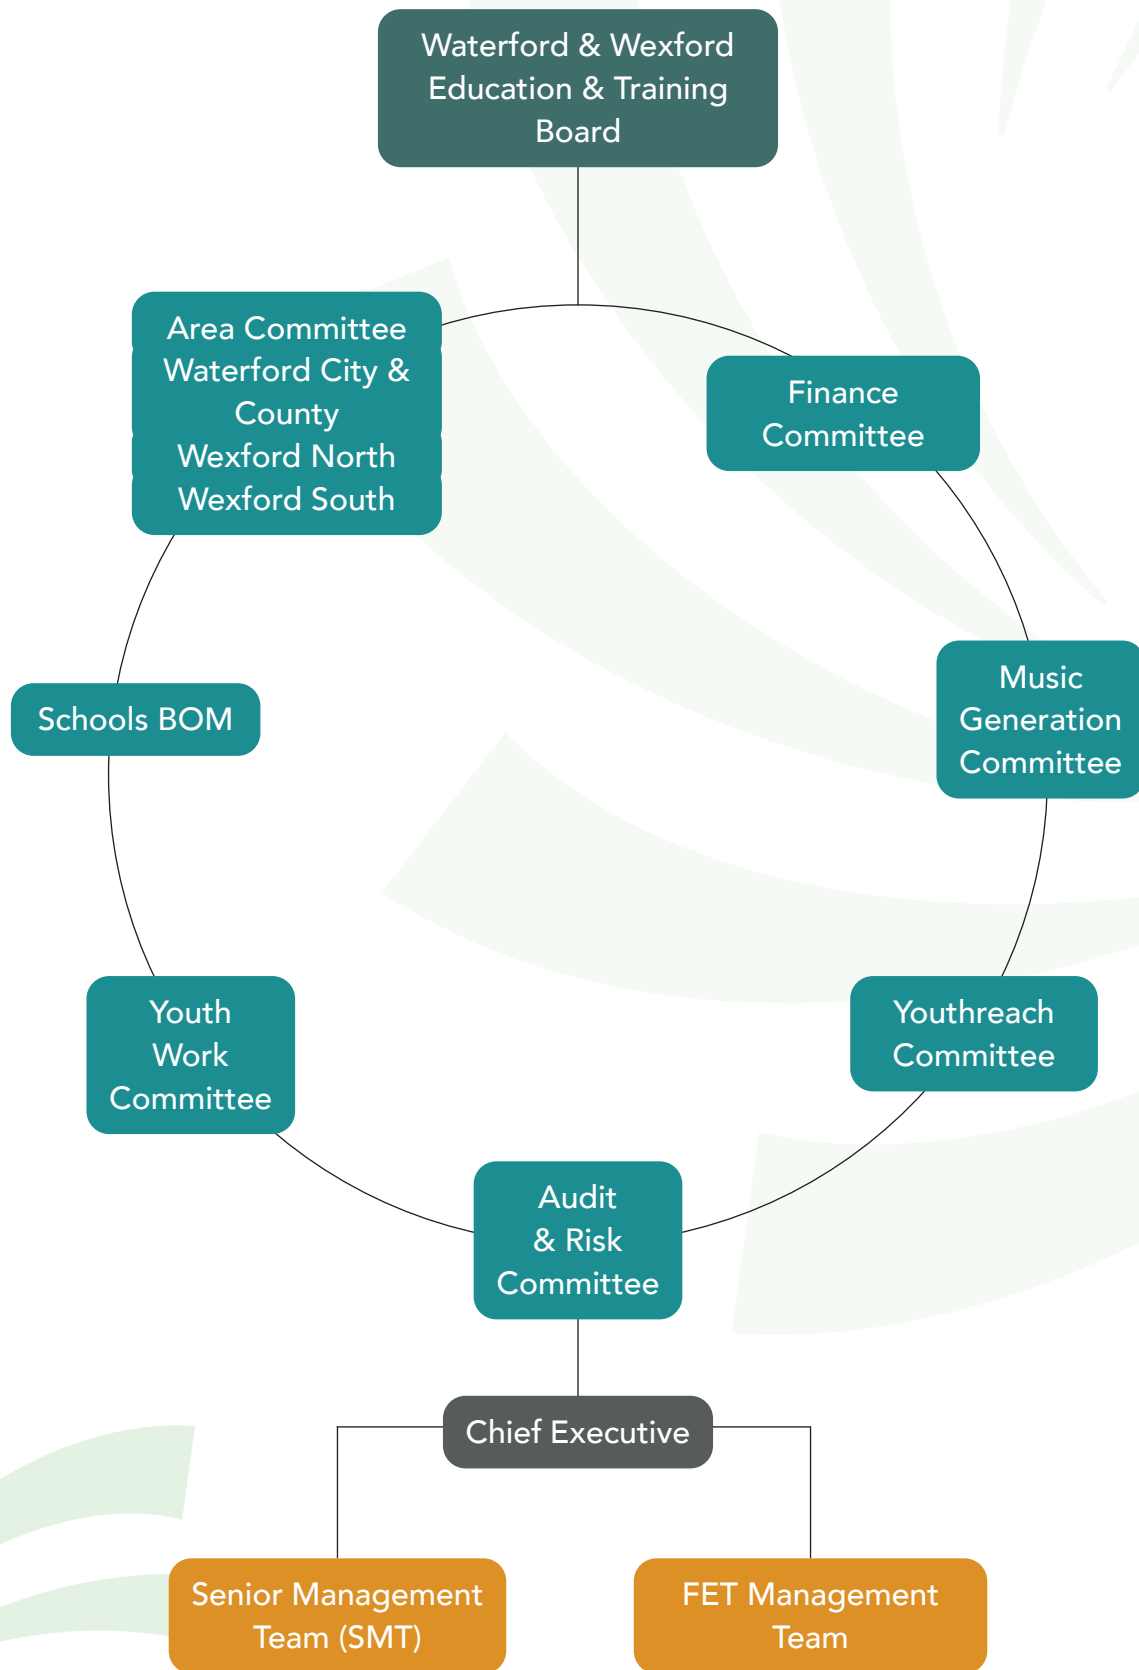 Waterford & Wexford
Education & Training
Board
Area Committee
Waterford City &
County
Wexford North
Wexford South
Finance
Committee
Schools BOM
Music
Generation
Committee
Youth
Work
Committee
Youthreach
Committee
Audit
& Risk
Committee
Chief Executive
Senior Management
Team (SMT)
FET Management
Team